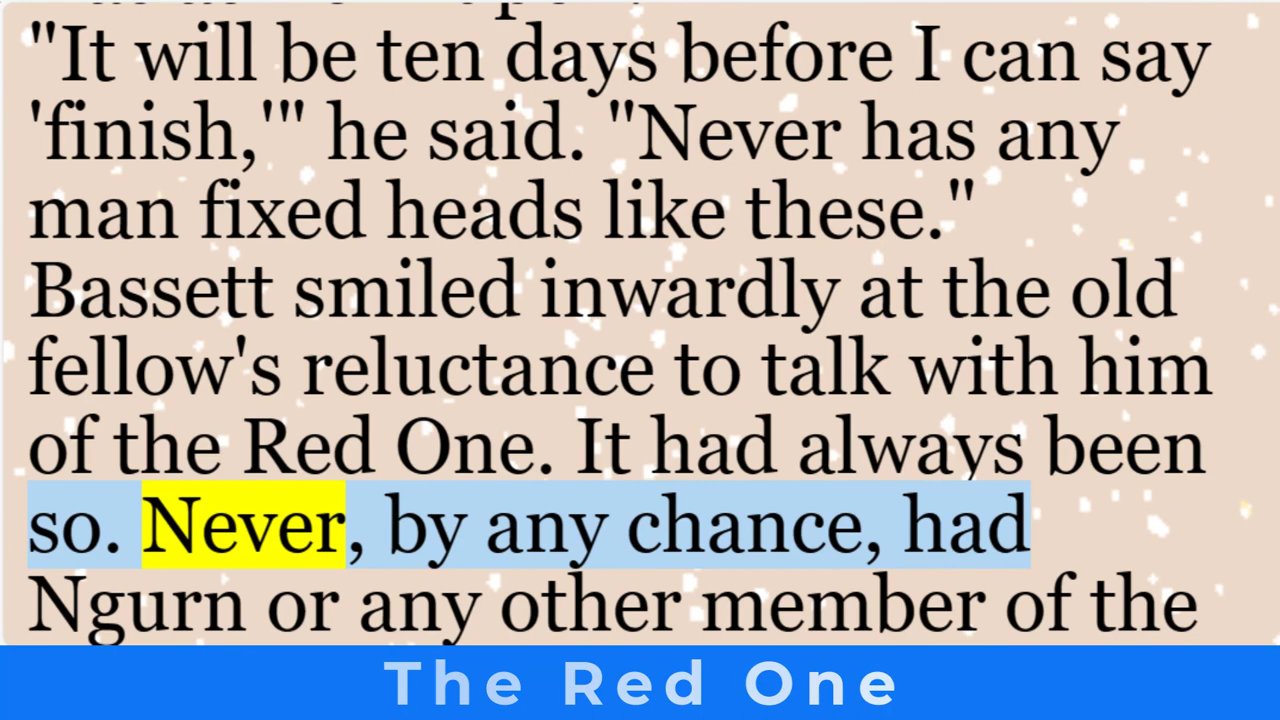 "It will be ten days before I can say
'finish,'" he said. "Never has any
man fixed heads like these."
Bassett smiled inwardly at the old
fellow's reluctance to talk with him
of the Red One. It had always been
so. Never, by any chance, had
Ngurn or any other member of the
The Red One